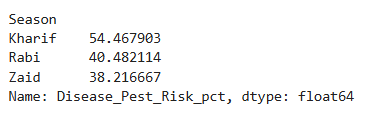 Season
Kharif    54.467903
Rabi      40.482114
Zaid      38.216667
Name: Disease_Pest_Risk_pct, dtype: float64